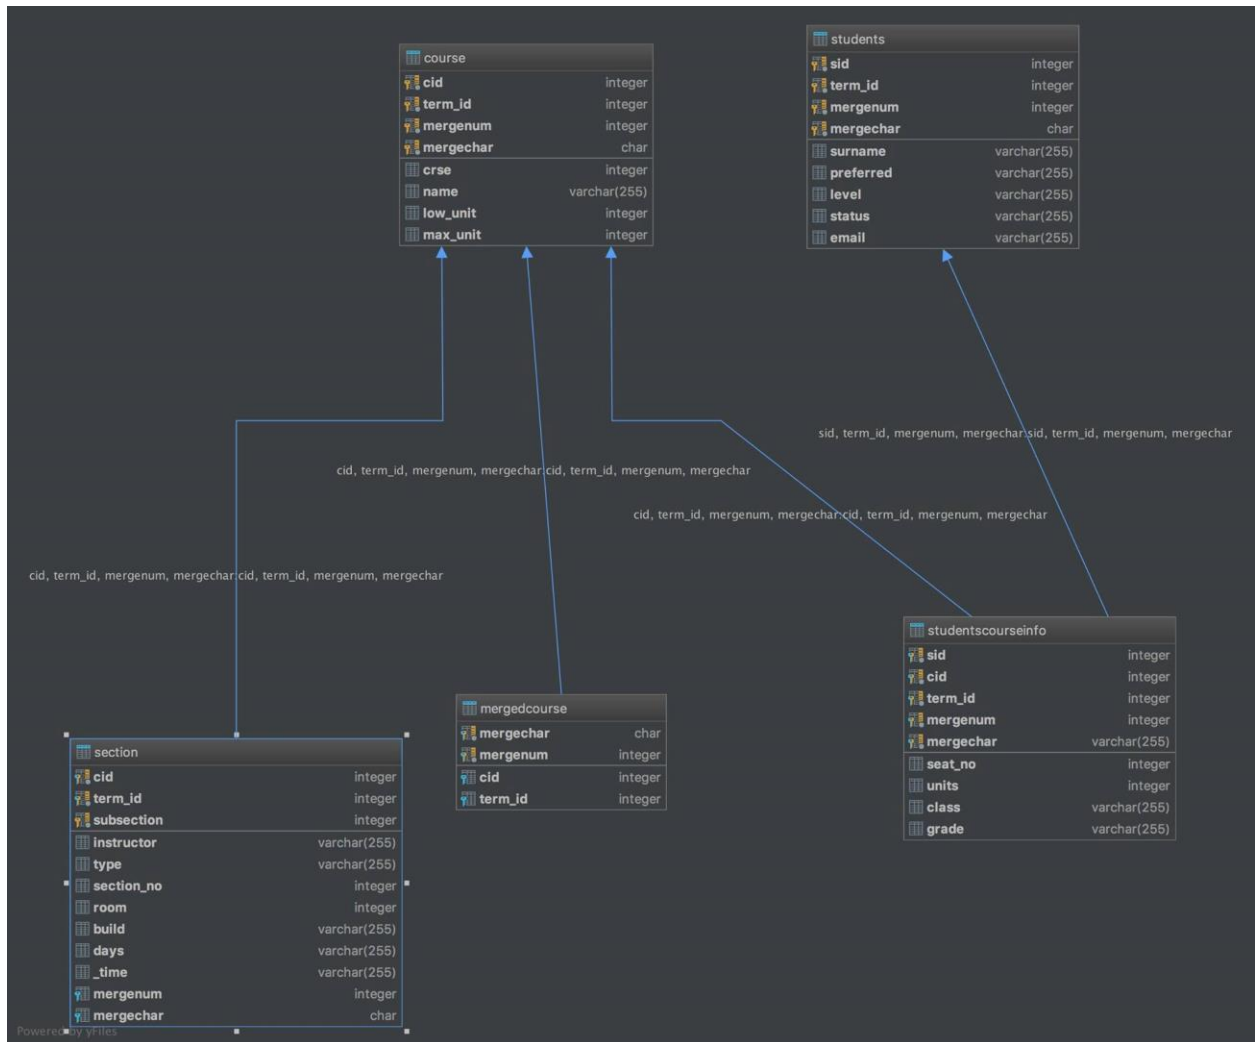 course
cid integer
term_id integer
mergenum integer
mergechar char
crse integer
name varchar(255)
low_unit integer
max_unit integer
students
sid integer
term_id integer
mergenum integer
mergechar char
surname varchar(255)
preferred varchar(255)
level varchar(255)
status varchar(255)
email varchar(255)
sid, term_id, mergenum, mergechar:sid, term_id, mergenum, mergechar
cid, term_id, mergenum, mergechar:cid, term_id, mergenum, mergechar
cid, term_id, mergenum, mergechar:cid, term_id, mergenum, mergechar
cid, term_id, mergenum, mergechar:cid, term_id, mergenum, mergechar
studentscourseinfo
sid integer
cid integer
term_id integer
mergenum integer
mergechar varchar(255)
seat_no integer
units integer
class varchar(255)
grade varchar(255)
mergedcourse
mergechar char
mergenum integer
cid integer
term_id integer
section
cid integer
term_id integer
subsection integer
instructor varchar(255)
type varchar(255)
section_no integer
room integer
build varchar(255)
days varchar(255)
_time varchar(255)
mergenum integer
mergechar char
Powered by yFiles